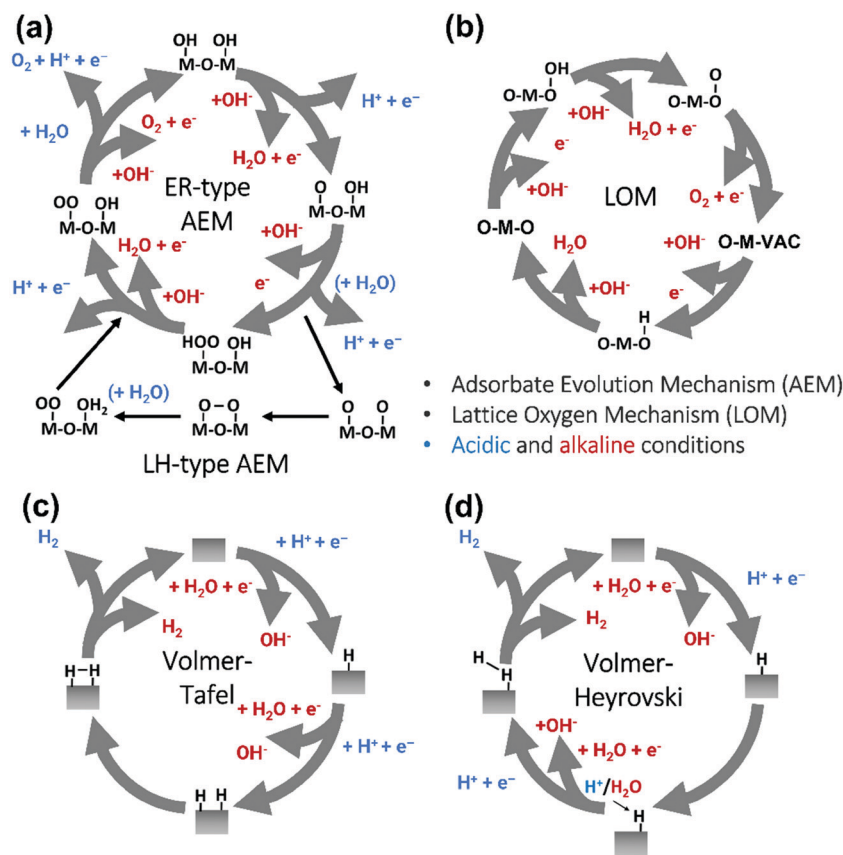 (a)
OH OH
M-O-M
O₂ + H⁺ + e⁻
+ H₂O
O₂ + e⁻
+OH⁻
+OH⁻
H₂O + e⁻
H⁺ + e⁻
ER-type
AEM
O OH
M-O-M
+OH⁻
e⁻
(+ H₂O)
H⁺ + e⁻
HOO OH
M-O-M
H₂O + e⁻
+OH⁻
H⁺ + e⁻
OO OH
M-O-M
OO OH₂
M-O-M
(+ H₂O)
O-O
M-O-M
O O
M-O-M
LH-type AEM
(b)
OH
O-M-O
O
O-M-O
+OH⁻
H₂O + e⁻
e⁻
+OH⁻
LOM
O₂ + e⁻
O-M-O
H₂O
+OH⁻
O-M-VAC
+OH⁻
e⁻
H
O-M-O
• Adsorbate Evolution Mechanism (AEM)
• Lattice Oxygen Mechanism (LOM)
• Acidic and alkaline conditions
(c)
H₂
+ H⁺ + e⁻
+ H₂O + e⁻
H₂
OH⁻
Volmer-
Tafel
H-H
H
+ H₂O + e⁻
OH⁻
+ H⁺ + e⁻
H H
(d)
H₂
H⁺ + e⁻
+ H₂O + e⁻
H₂
OH⁻
Volmer-
Heyrovski
H
H
H
+OH⁻
+ H₂O + e⁻
H⁺ + e⁻
H⁺/H₂O
H